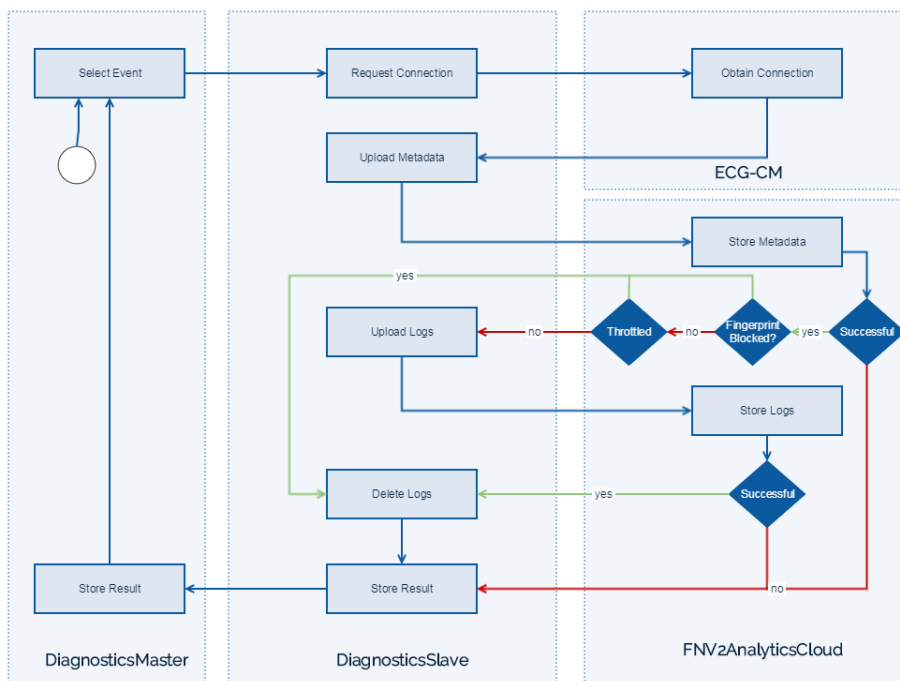 Select Event
Request Connection
Obtain Connection
Upload Metadata
ECG-CM
Store Metadata
yes
Upload Logs
no
Throttled
no
Fingerprint
Blocked?
yes
Successful
Store Logs
Delete Logs
yes
Successful
Store Result
Store Result
no
DiagnosticsMaster
DiagnosticsSlave
FNV2AnalyticsCloud